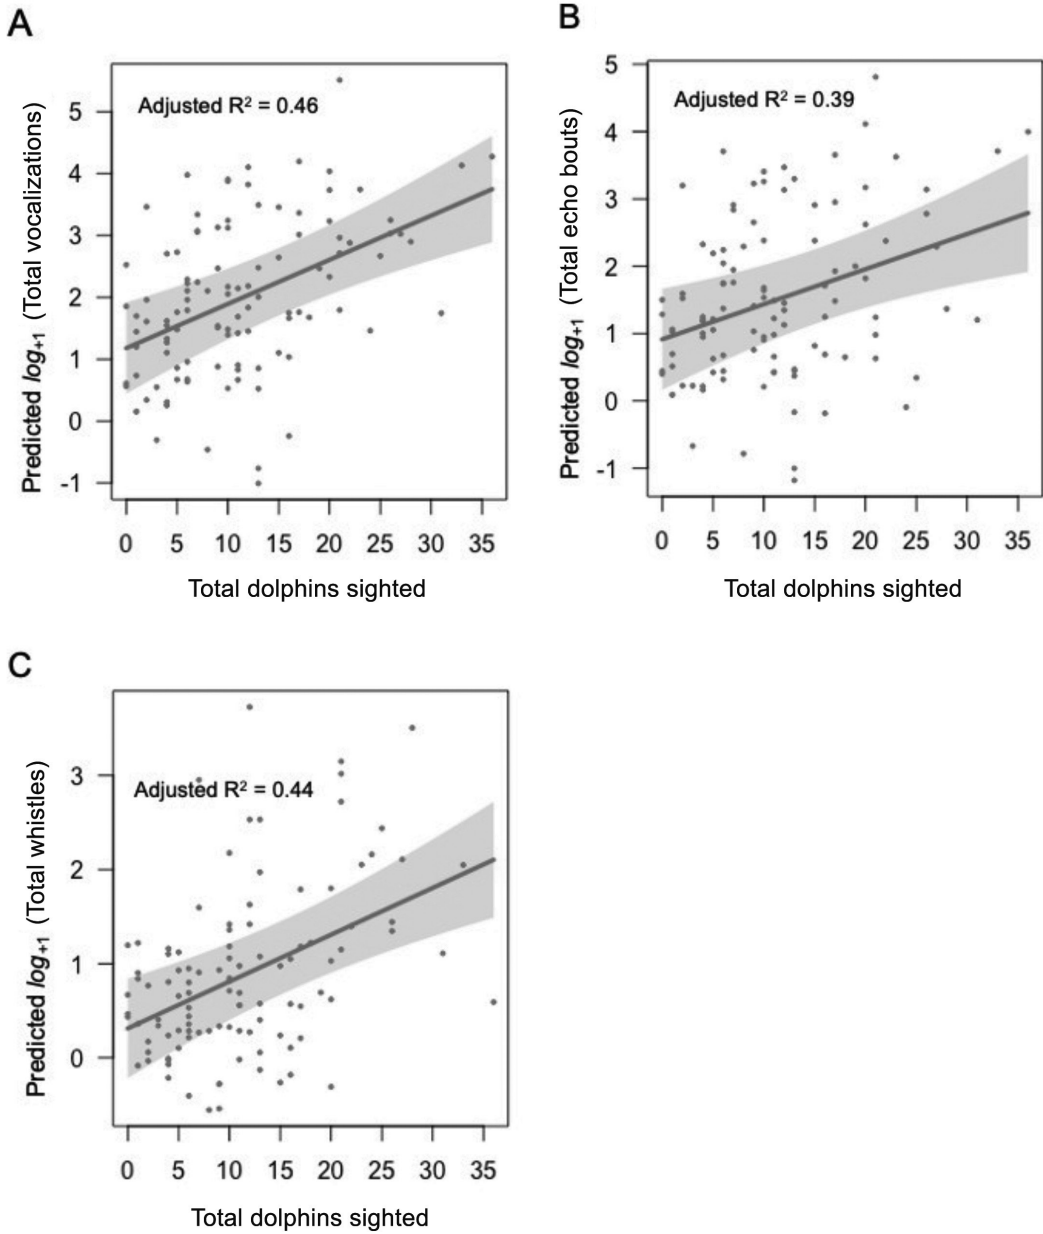 A
Adjusted R² = 0.46
Predicted log+1 (Total vocalizations)
5
4
3
2
1
0
-1
0 5 10 15 20 25 30 35
Total dolphins sighted
B
Adjusted R² = 0.39
Predicted log+1 (Total echo bouts)
5
4
3
2
1
0
-1
0 5 10 15 20 25 30 35
Total dolphins sighted
C
Adjusted R² = 0.44
Predicted log+1 (Total whistles)
3
2
1
0
0 5 10 15 20 25 30 35
Total dolphins sighted